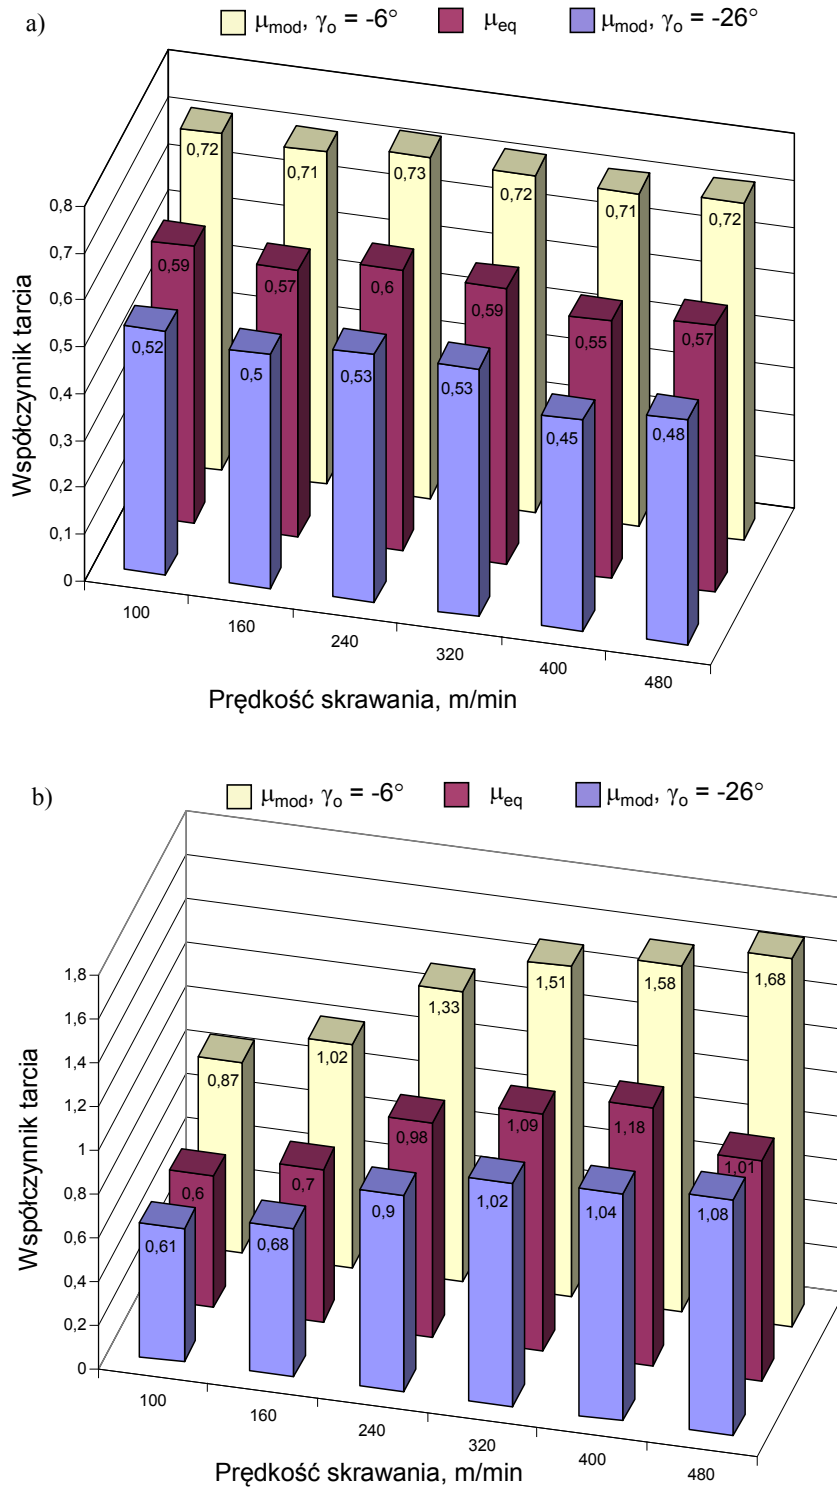 a)
μmod, γo = -6° μeq μmod, γo = -26°
0,8
0,7
0,6
0,5
0,4
0,3
0,2
0,1
0
Współczynnik tarcia
0,72 0,71 0,73 0,72 0,71 0,72
0,59 0,57 0,6 0,59 0,55 0,57
0,52 0,5 0,53 0,53 0,45 0,48
100 160 240 320 400 480
Prędkość skrawania, m/min
b)
μmod, γo = -6° μeq μmod, γo = -26°
1,8
1,6
1,4
1,2
1
0,8
0,6
0,4
0,2
0
Współczynnik tarcia
0,87 1,02 1,33 1,51 1,58 1,68
0,6 0,7 0,98 1,09 1,18 1,01
0,61 0,68 0,9 1,02 1,04 1,08
100 160 240 320 400 480
Prędkość skrawania, m/min